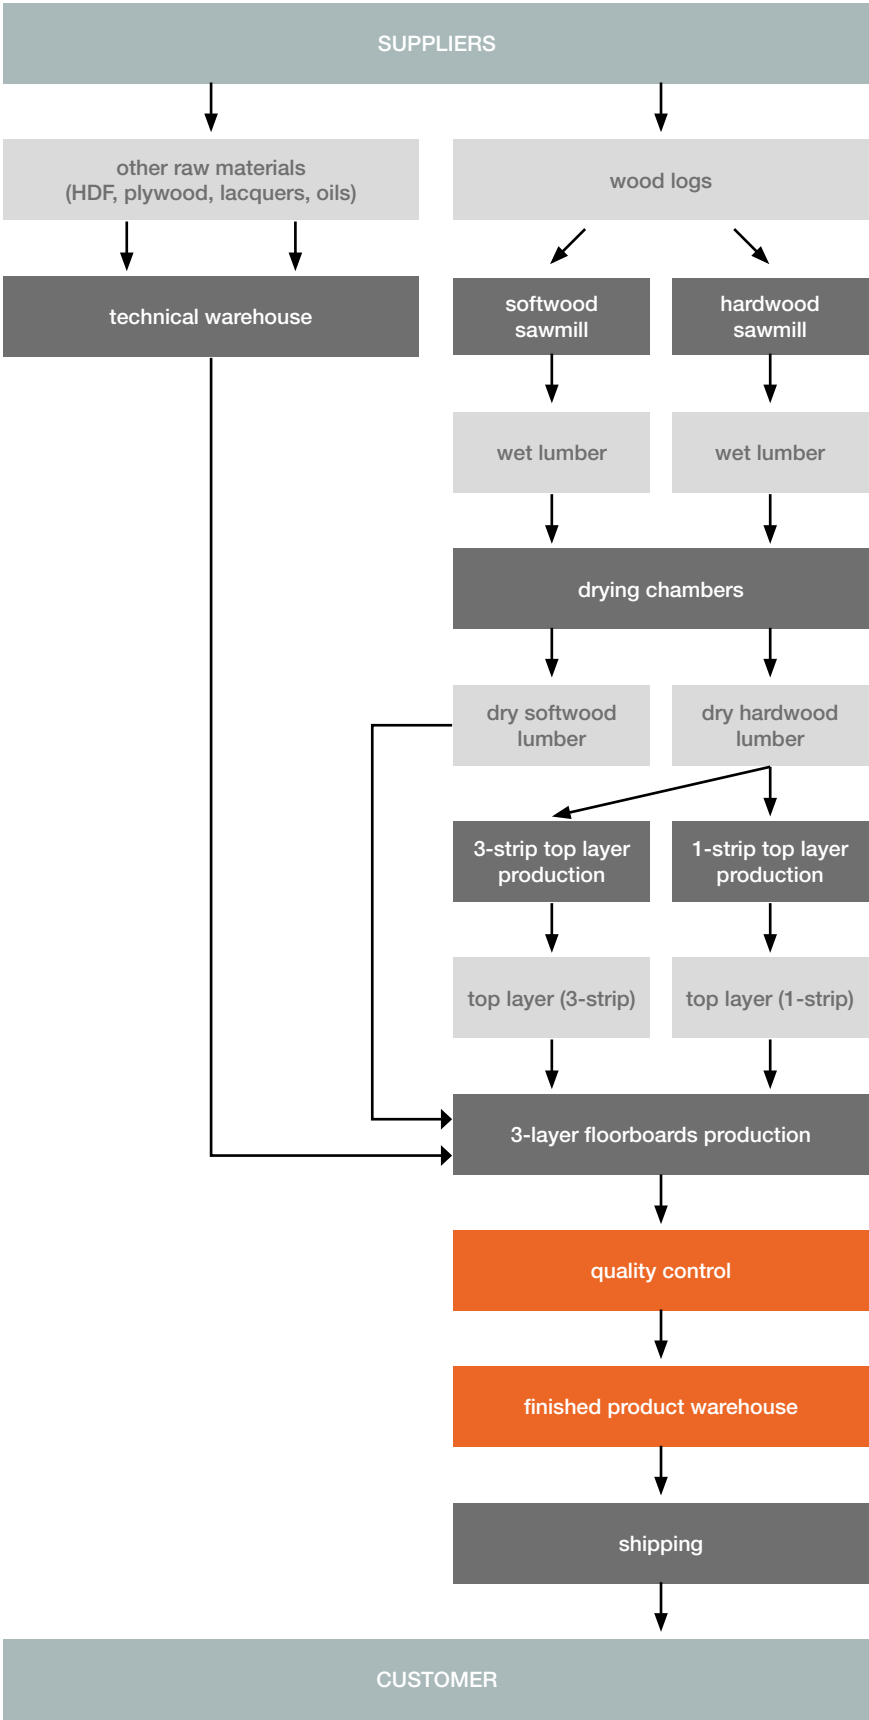 SUPPLIERS
other raw materials
(HDF, plywood, lacquers, oils)
wood logs
technical warehouse
softwood
sawmill
hardwood
sawmill
wet lumber
wet lumber
drying chambers
dry softwood
lumber
dry hardwood
lumber
3-strip top layer
production
1-strip top layer
production
top layer (3-strip)
top layer (1-strip)
3-layer floorboards production
quality control
finished product warehouse
shipping
CUSTOMER